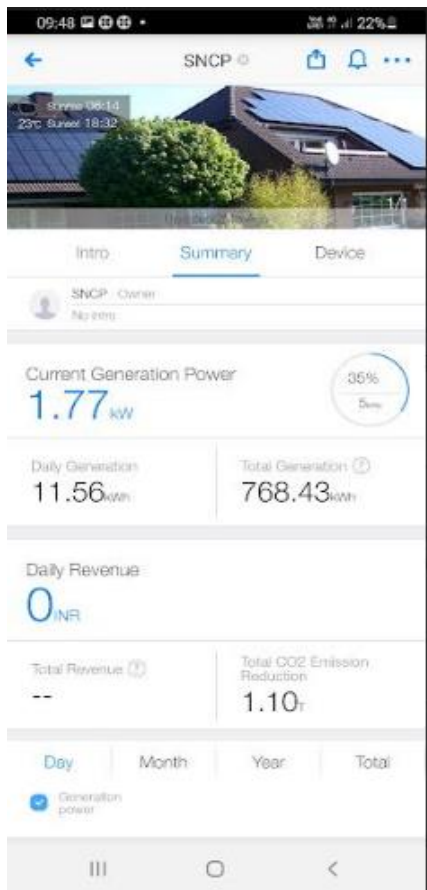 09:48
22%
SNCP
Sunrise 06:14
23℃ Sunset 18:32
Intro
Summary
Device
SNCP Owner
No intro
Current Generation Power
1.77 kW
35%
5kWp
Daily Generation
11.56kWh
Total Generation ?
768.43kWh
Daily Revenue
0INR
Total Revenue ?
--
Total CO2 Emission
Reduction
1.10T
Day
Month
Year
Total
Generation
power